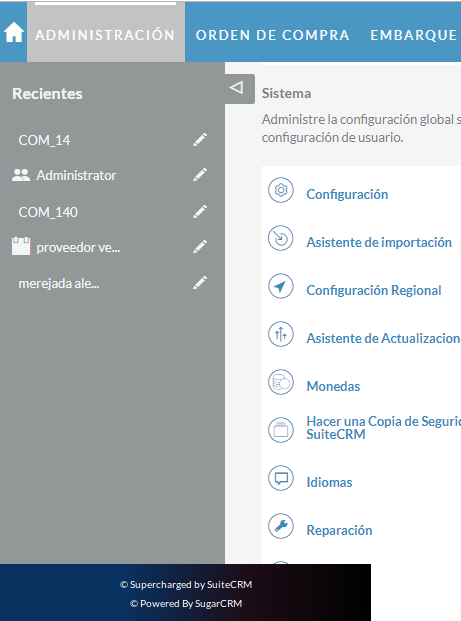 ADMINISTRACIÓN ORDEN DE COMPRA EMBARQUE
Recientes
COM_14
Administrator
COM_140
proveedor ve...
merejada ale...
Sistema
Administre la configuración global s
configuración de usuario.
Configuración
Asistente de importación
Configuración Regional
Asistente de Actualizacion
Monedas
Hacer una Copia de Segurid
SuiteCRM
Idiomas
Reparación
© Supercharged by SuiteCRM
© Powered By SugarCRM